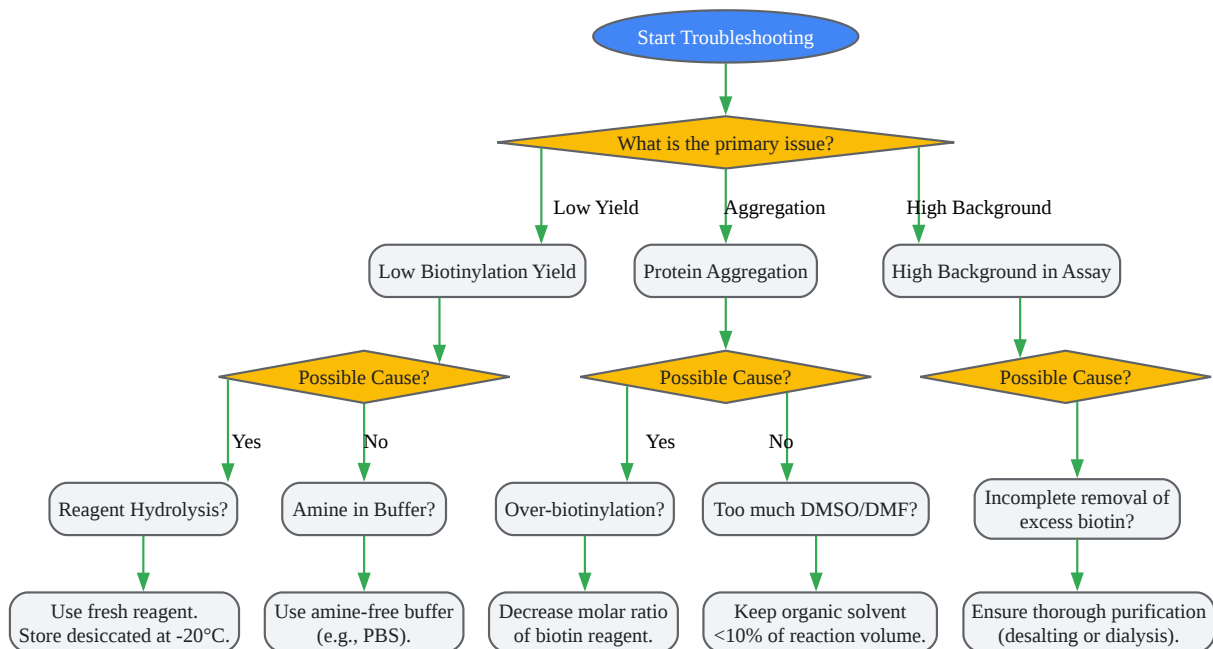 Start Troubleshooting
What is the primary issue?
Low Yield
Aggregation
High Background
Low Biotinylation Yield
Protein Aggregation
High Background in Assay
Possible Cause?
Possible Cause?
Possible Cause?
Yes
No
Yes
No
Reagent Hydrolysis?
Amine in Buffer?
Over-biotinylation?
Too much DMSO/DMF?
Incomplete removal of
excess biotin?
Use fresh reagent.
Store desiccated at -20°C.
Use amine-free buffer
(e.g., PBS).
Decrease molar ratio
of biotin reagent.
Keep organic solvent
<10% of reaction volume.
Ensure thorough purification
(desalting or dialysis).